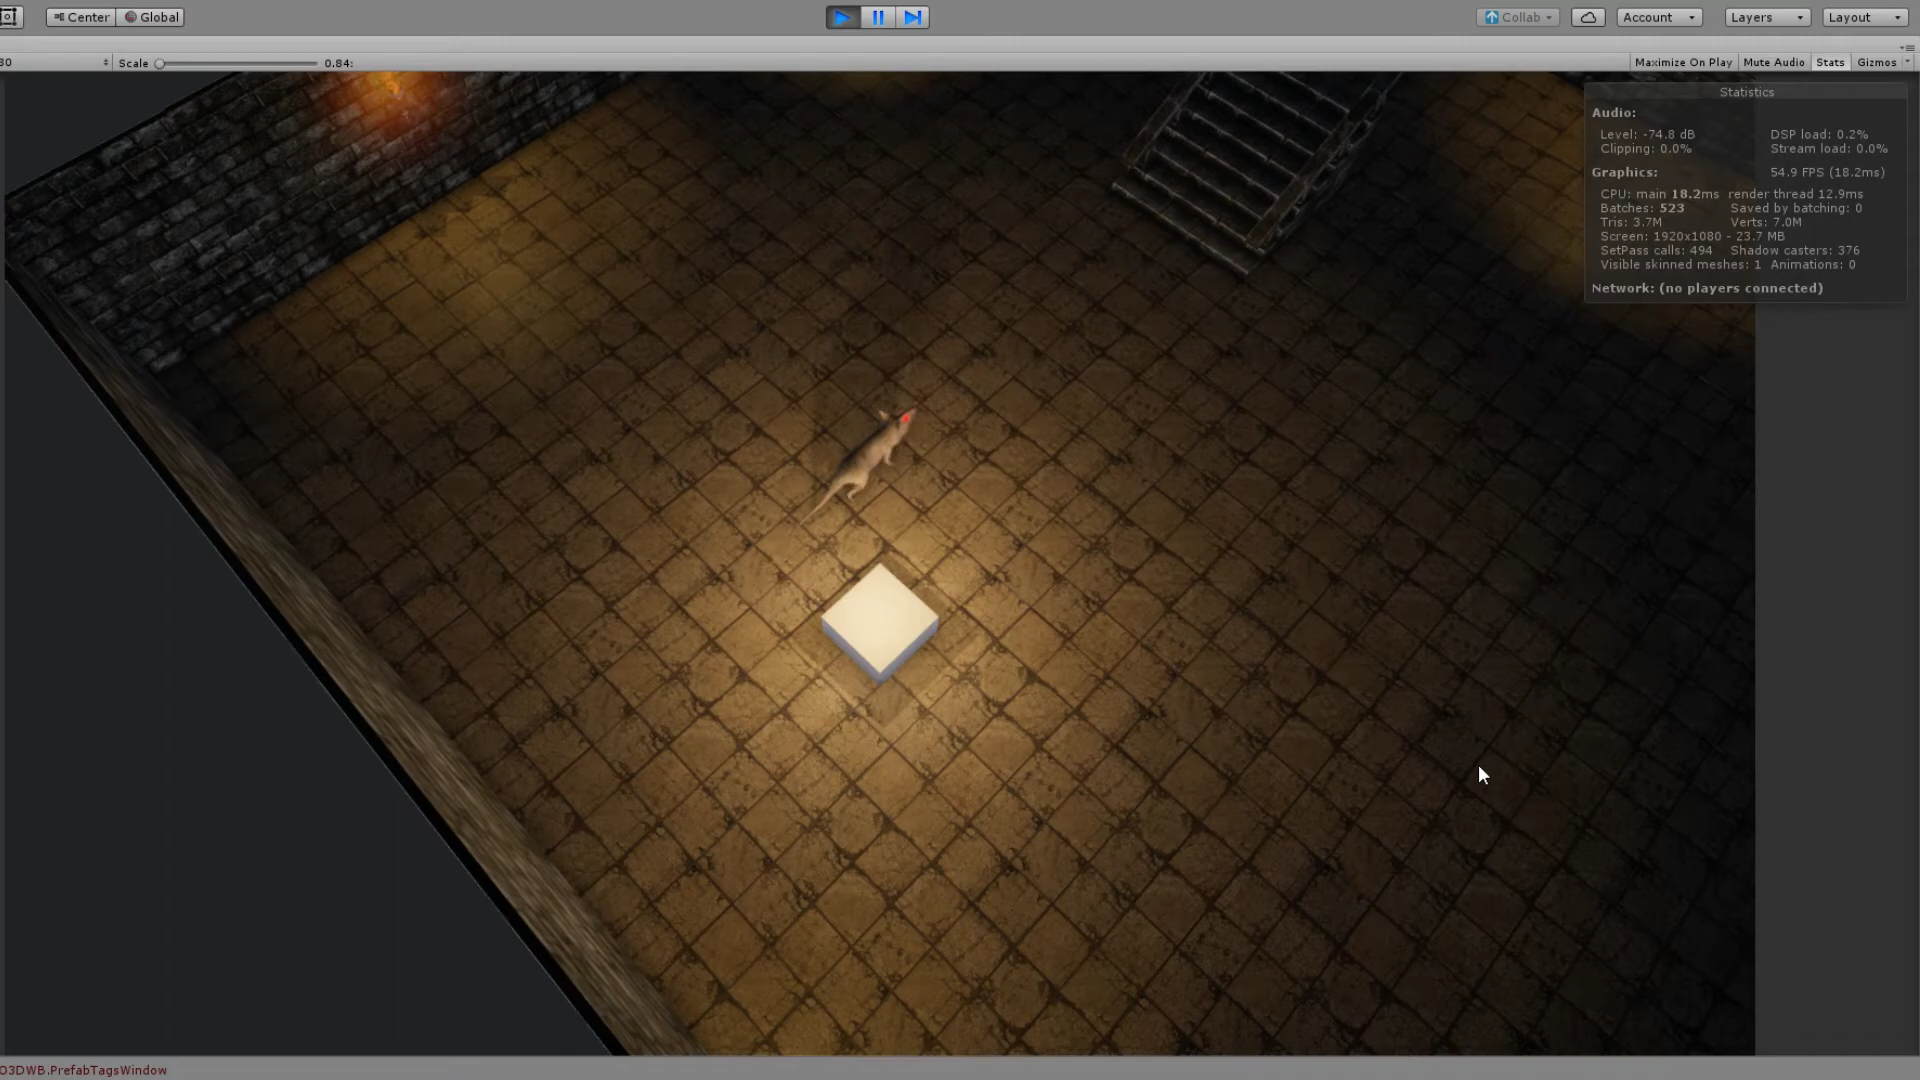 Center Global Collab Account Layers Layout
80 Scale 0.84: Maximize On Play Mute Audio Stats Gizmos
Statistics
Audio:
Level: -74.8 dB DSP load: 0.2%
Clipping: 0.0% Stream load: 0.0%
Graphics: 54.9 FPS (18.2ms)
CPU: main 18.2ms render thread 12.9ms
Batches: 523 Saved by batching: 0
Tris: 3.7M Verts: 7.0M
Screen: 1920x1080 - 23.7 MB
SetPass calls: 494 Shadow casters: 376
Visible skinned meshes: 1 Animations: 0
Network: (no players connected)
O3DWB.PrefabTagsWindow